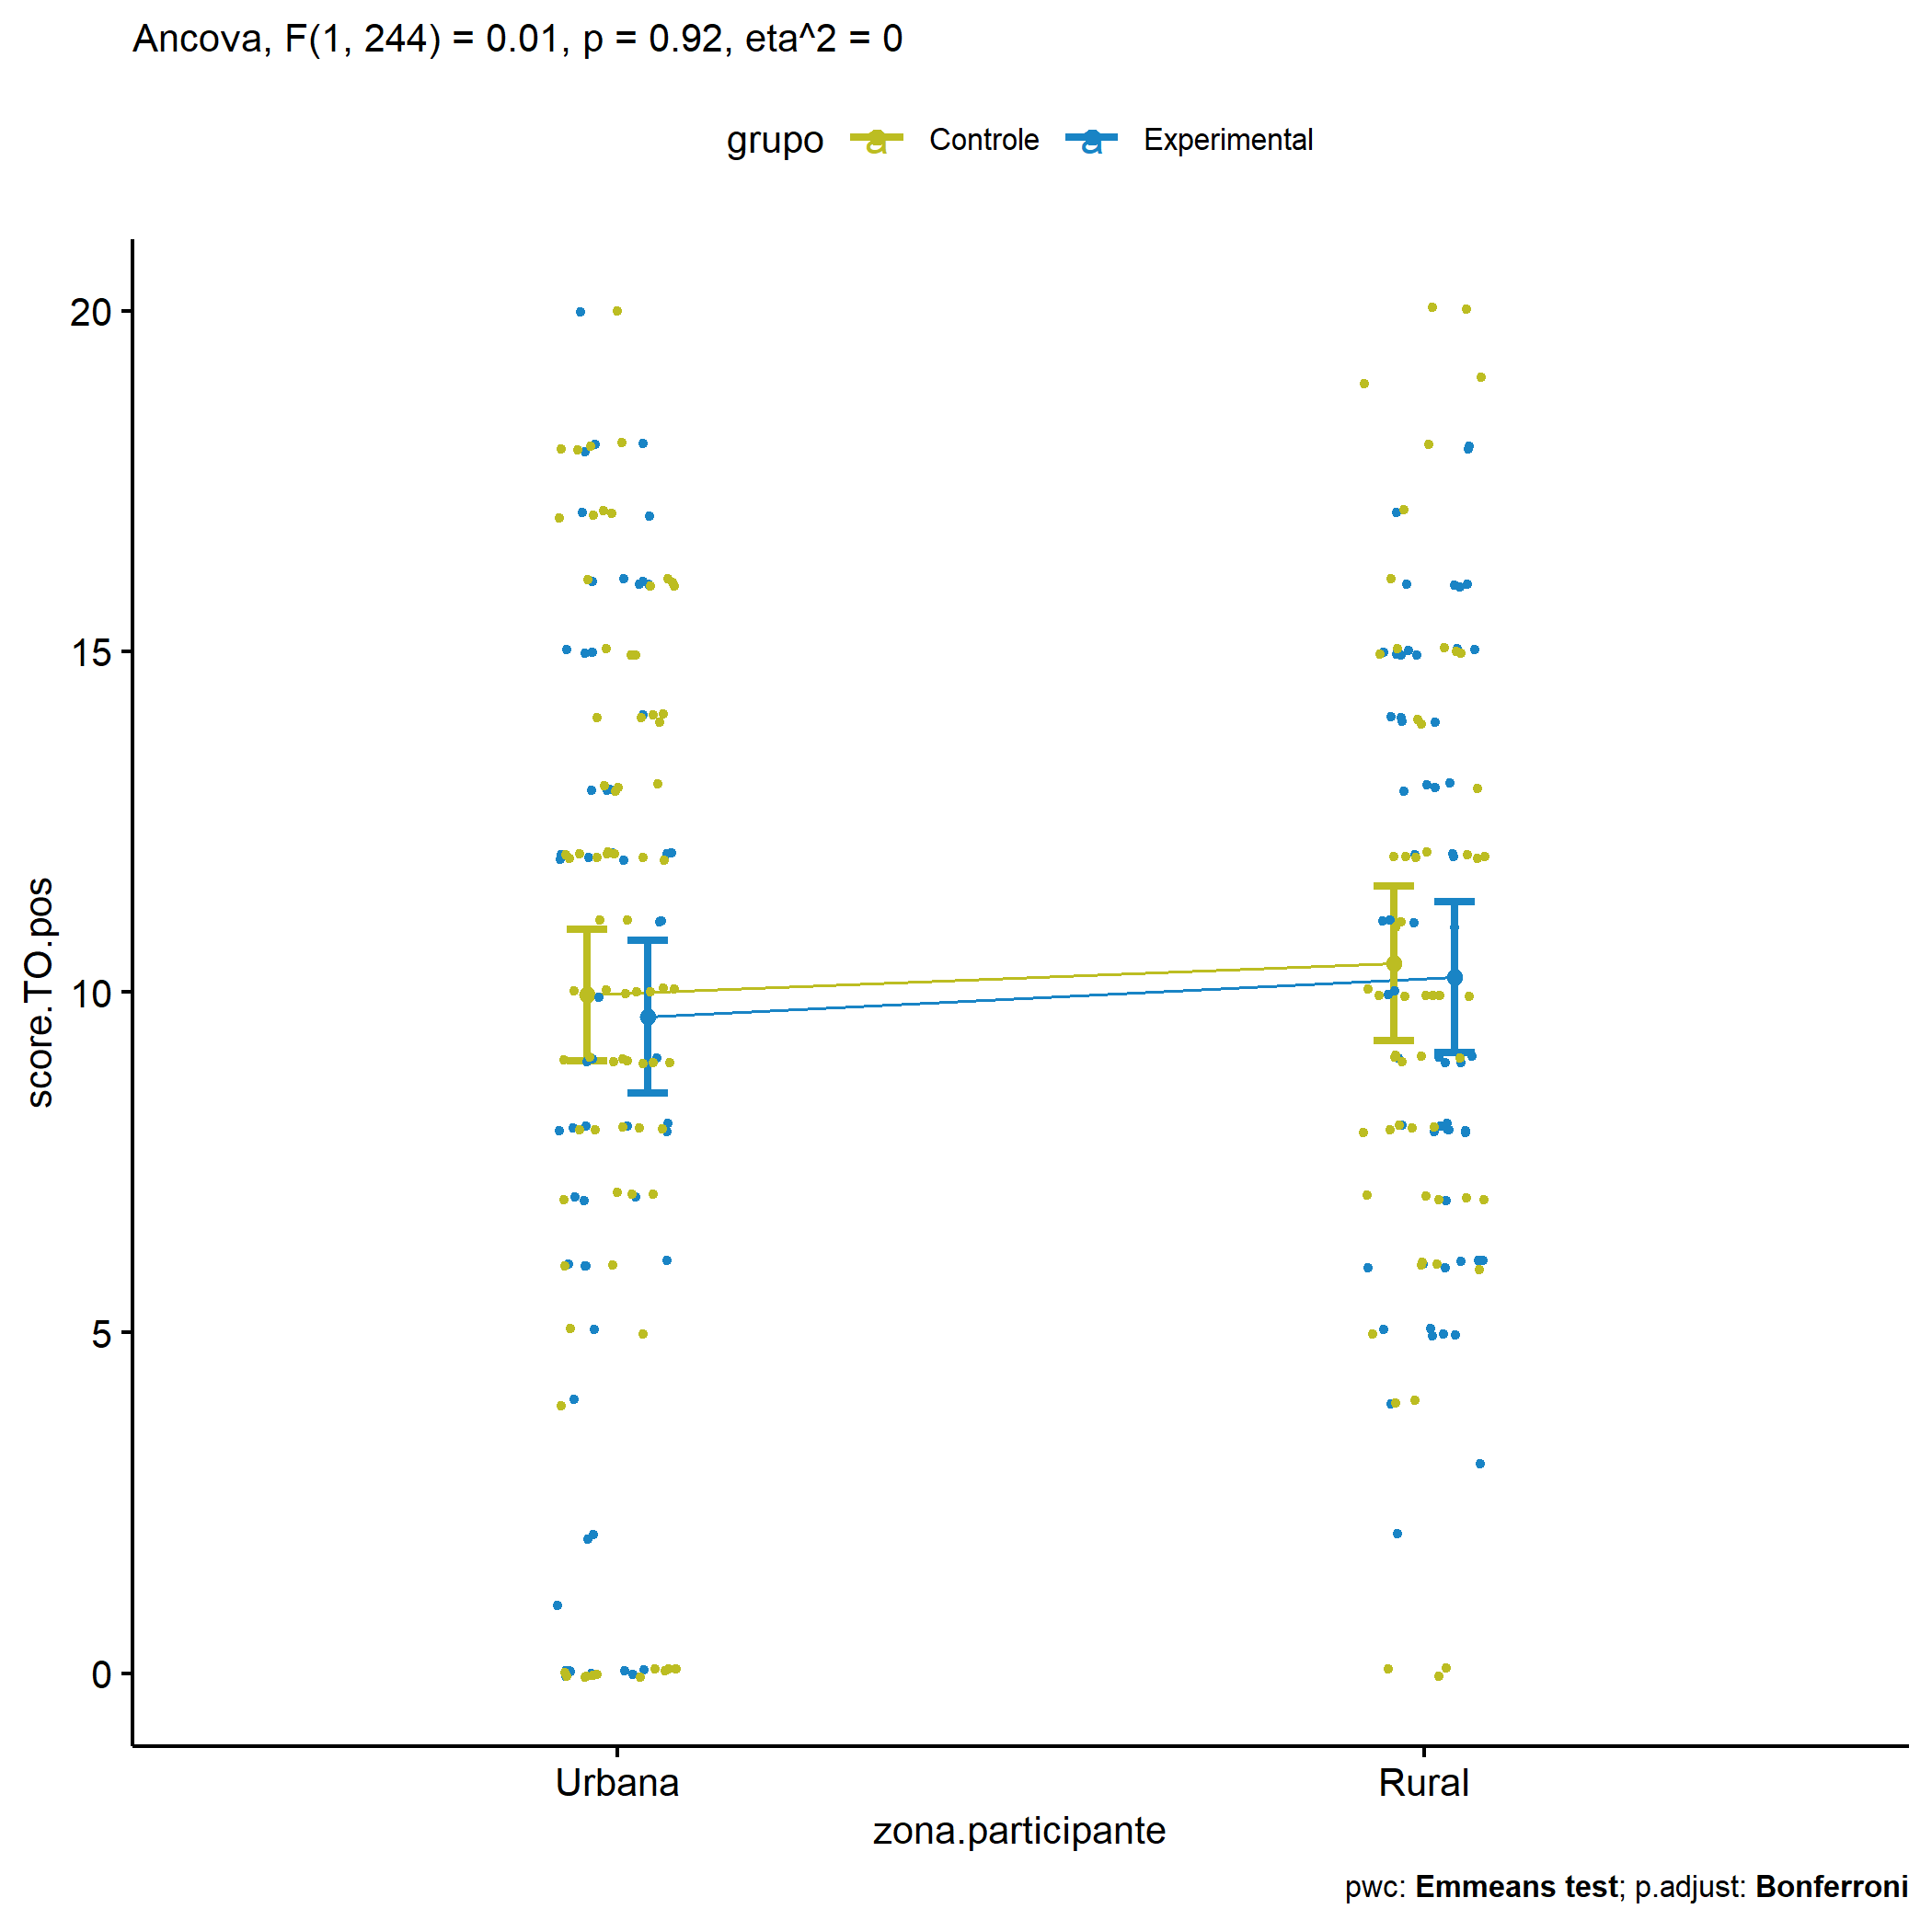 Ancova, F(1, 244) = 0.01, p = 0.92, eta^2 = 0
grupo a Controle a Experimental
20
15
10
5
0
score.TO.pos
Urbana Rural
zona.participante
pwc: Emmeans test; p.adjust: Bonferroni